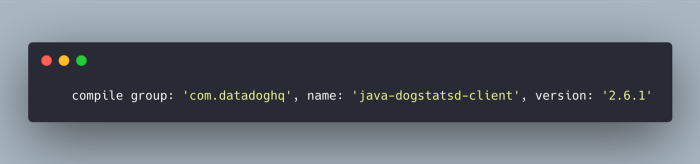 compile group: 'com.datadoghq', name: 'java-dogstatsd-client', version: '2.6.1'